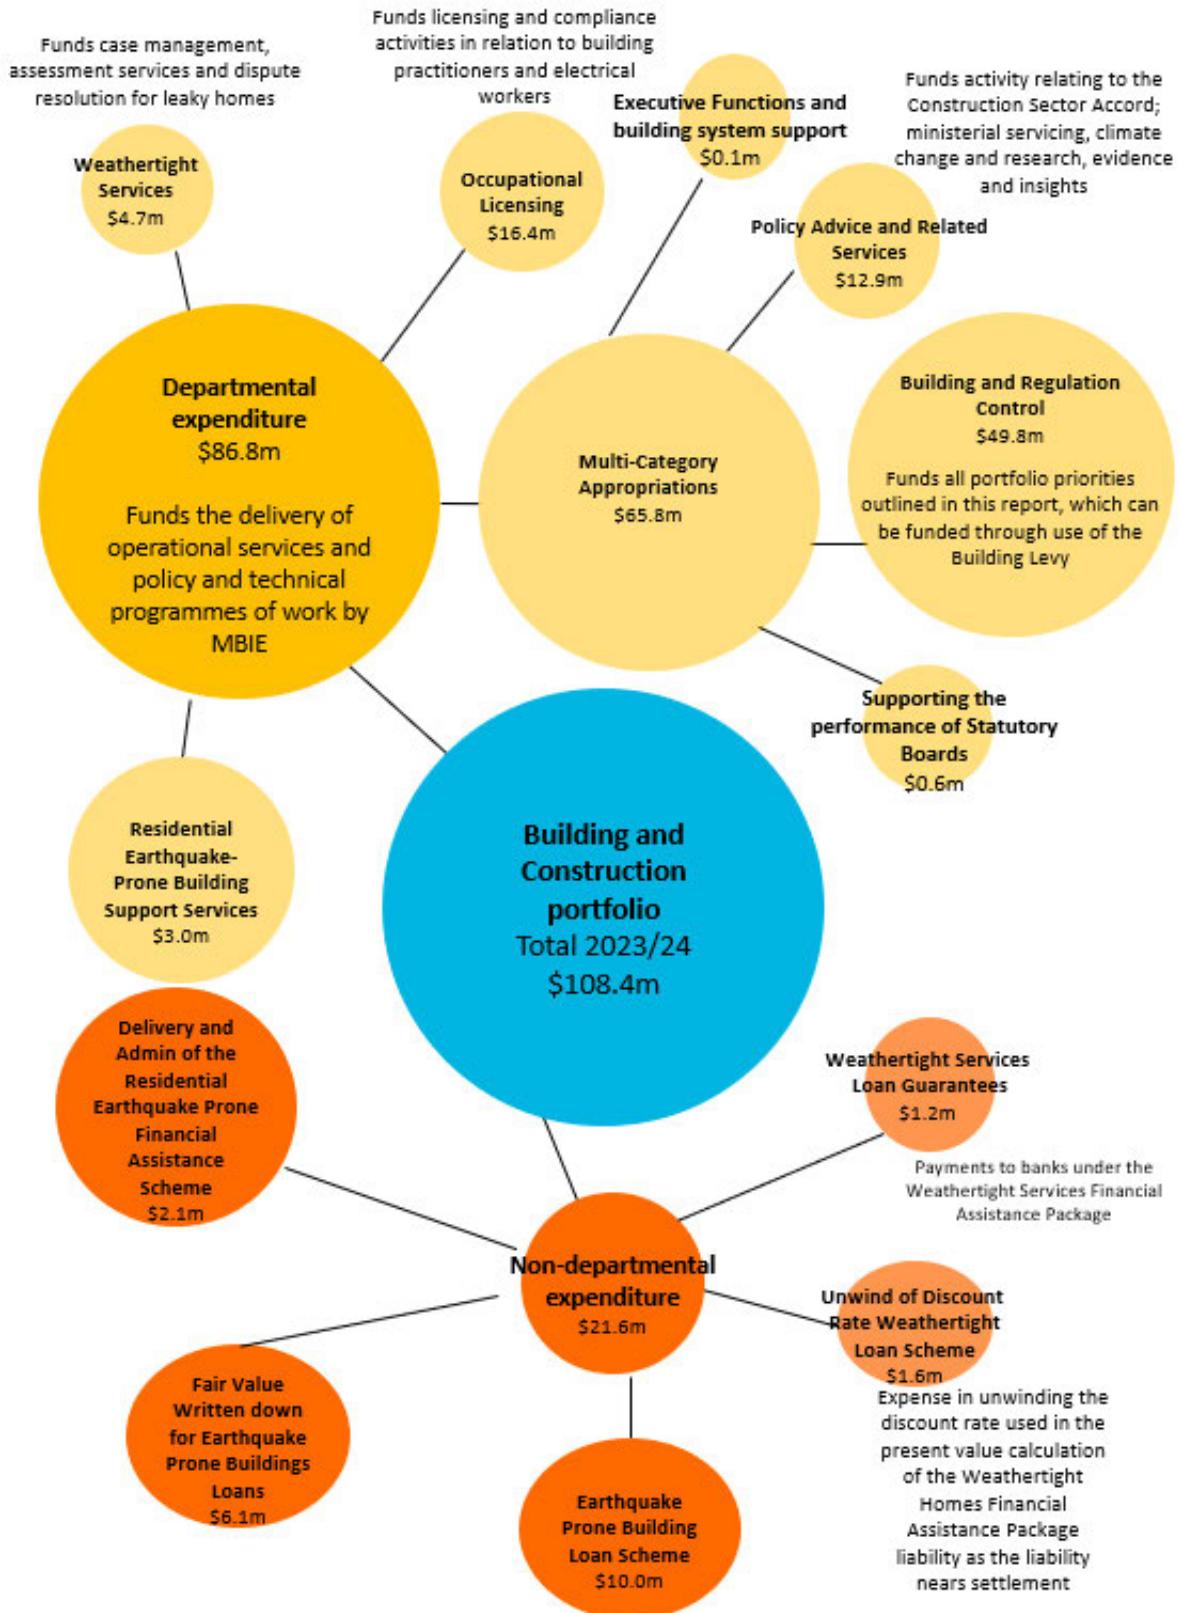 Funds case management,
assessment services and dispute
resolution for leaky homes
Funds licensing and compliance
activities in relation to building
practitioners and electrical
workers
Executive Functions and
building system support
$0.1m
Funds activity relating to the
Construction Sector Accord;
ministerial servicing, climate
change and research, evidence
and insights
Weathertight
Services
$4.7m
Occupational
Licensing
$16.4m
Policy Advice and Related
Services
$12.9m
Departmental
expenditure
$86.8m
Funds the delivery of
operational services and
policy and technical
programmes of work by
MBIE
Multi-Category
Appropriations
$65.8m
Building and Regulation
Control
$49.8m
Funds all portfolio priorities
outlined in this report, which can
be funded through use of the
Building Levy
Supporting the
performance of Statutory
Boards
$0.6m
Residential
Earthquake-
Prone Building
Support Services
$3.0m
Building and
Construction
portfolio
Total 2023/24
$108.4m
Delivery and
Admin of the
Residential
Earthquake Prone
Financial
Assistance
Scheme
$2.1m
Weathertight Services
Loan Guarantees
$1.2m
Payments to banks under the
Weathertight Services Financial
Assistance Package
Non-departmental
expenditure
$21.6m
Unwind of Discount
Rate Weathertight
Loan Scheme
$1.6m
Expense in unwinding the
discount rate used in the
present value calculation
of the Weathertight
Homes Financial
Assistance Package
liability as the liability
nears settlement
Fair Value
Written down
for Earthquake
Prone Buildings
Loans
$6.1m
Earthquake
Prone Building
Loan Scheme
$10.0m